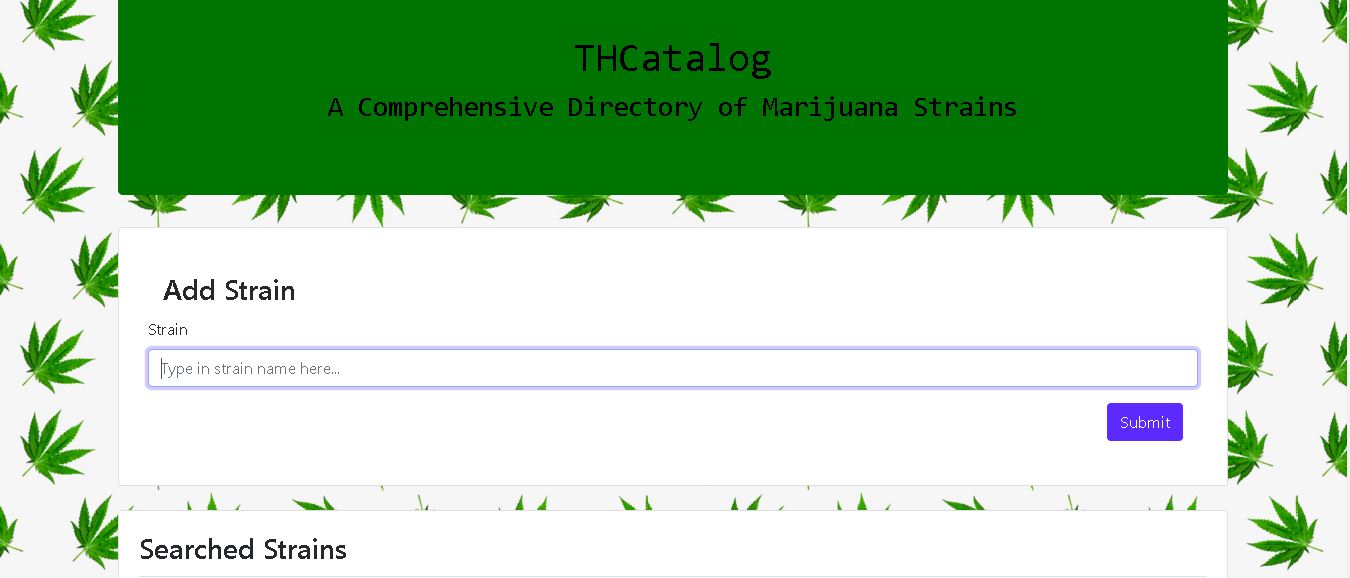 THCatalog
A Comprehensive Directory of Marijuana Strains
Add Strain
Strain
Type in strain name here...
Submit
Searched Strains